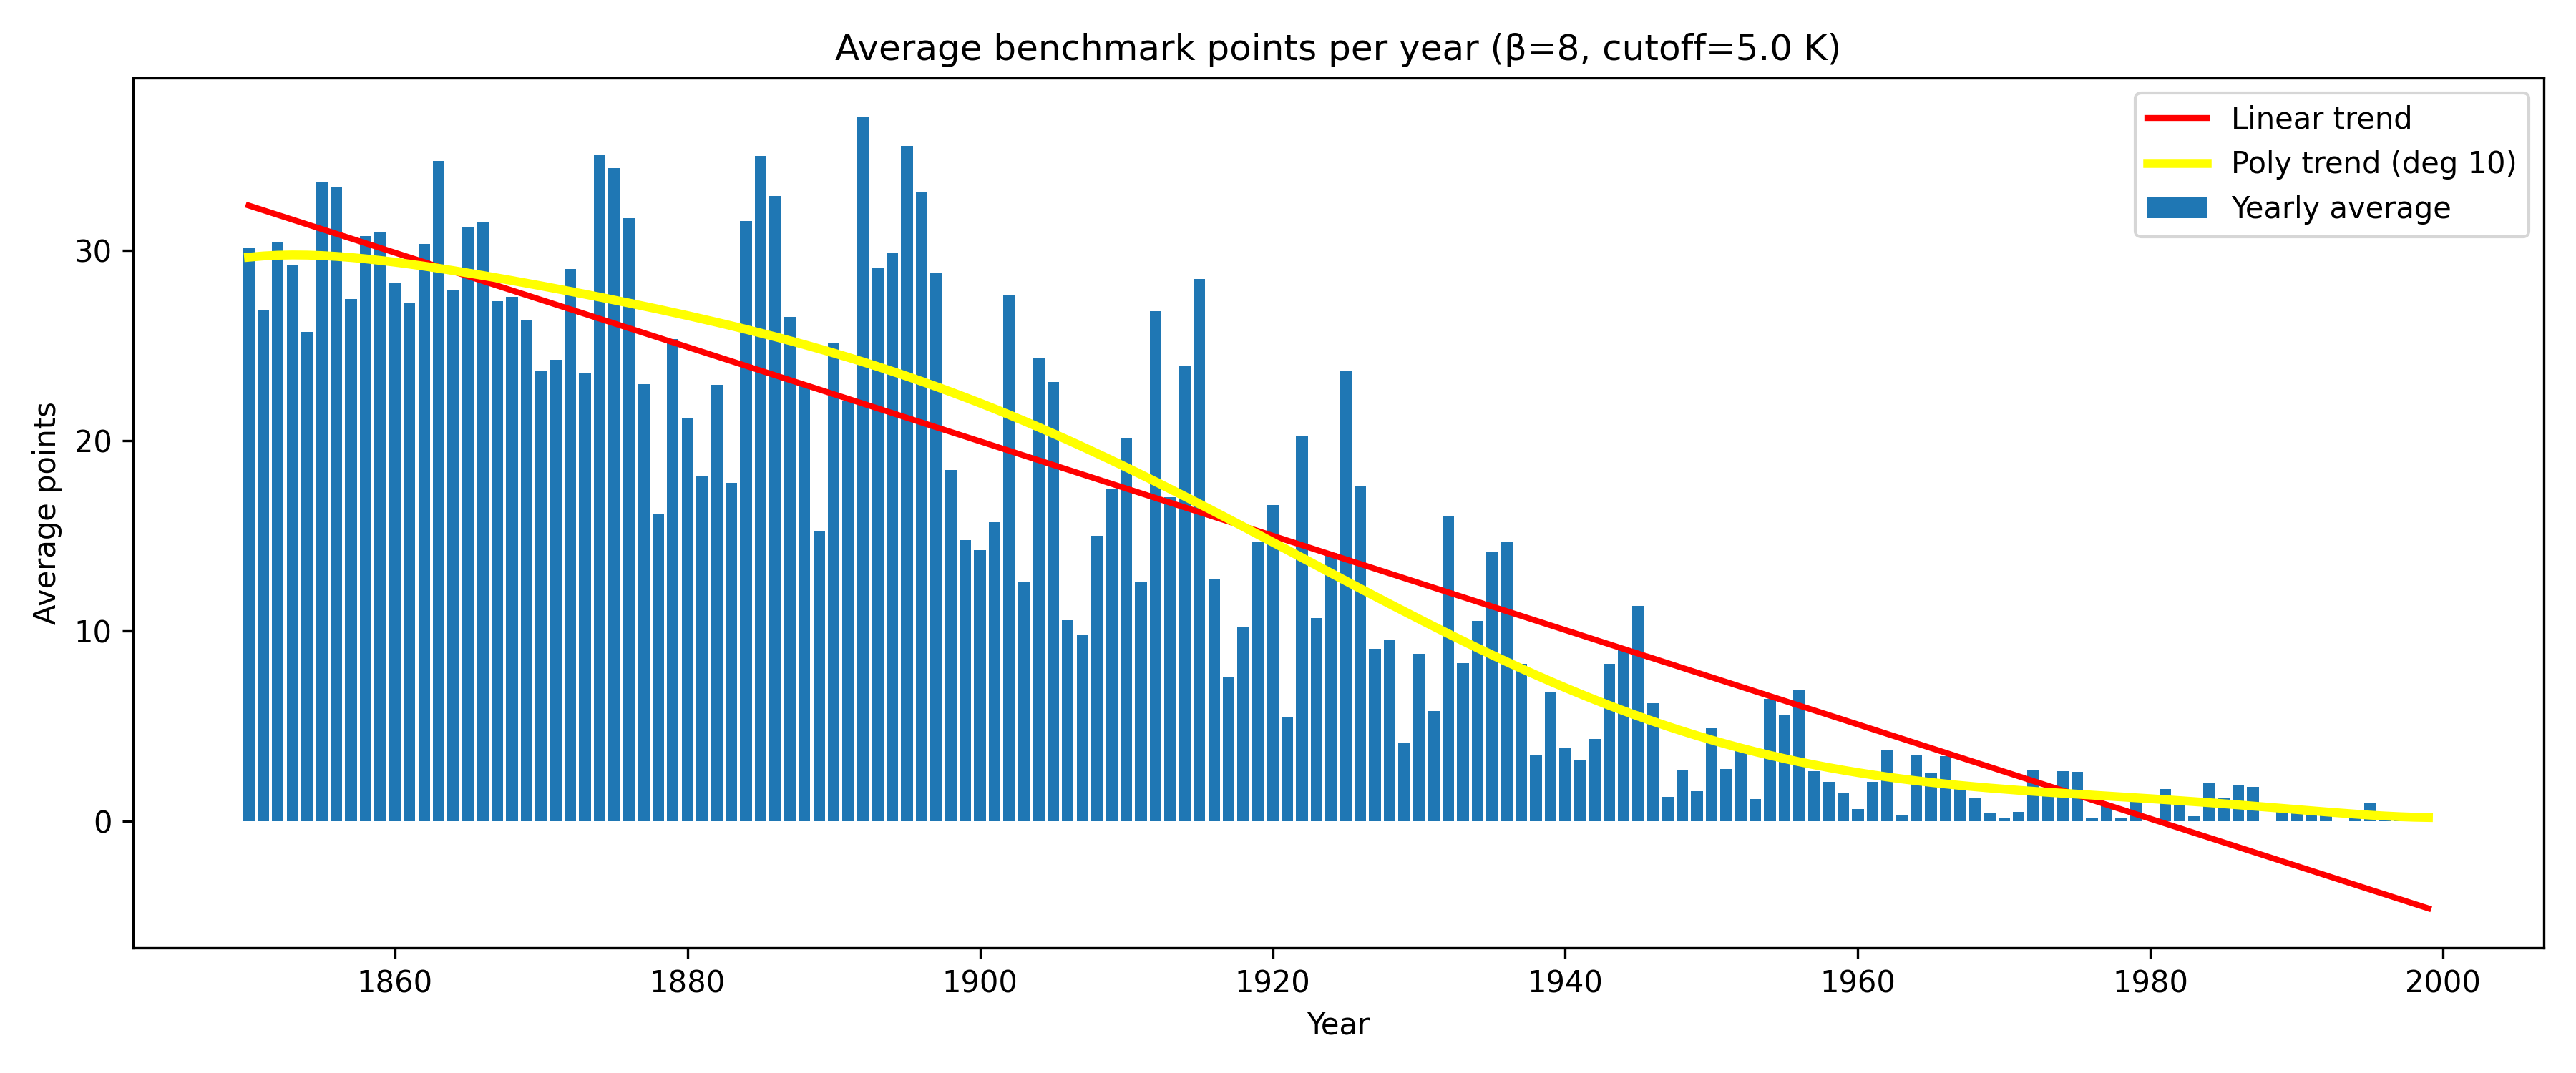 Average benchmark points per year (β=8, cutoff=5.0 K)
Linear trend
Poly trend (deg 10)
Yearly average
Average points
30
20
10
0
1860 1880 1900 1920 1940 1960 1980 2000
Year